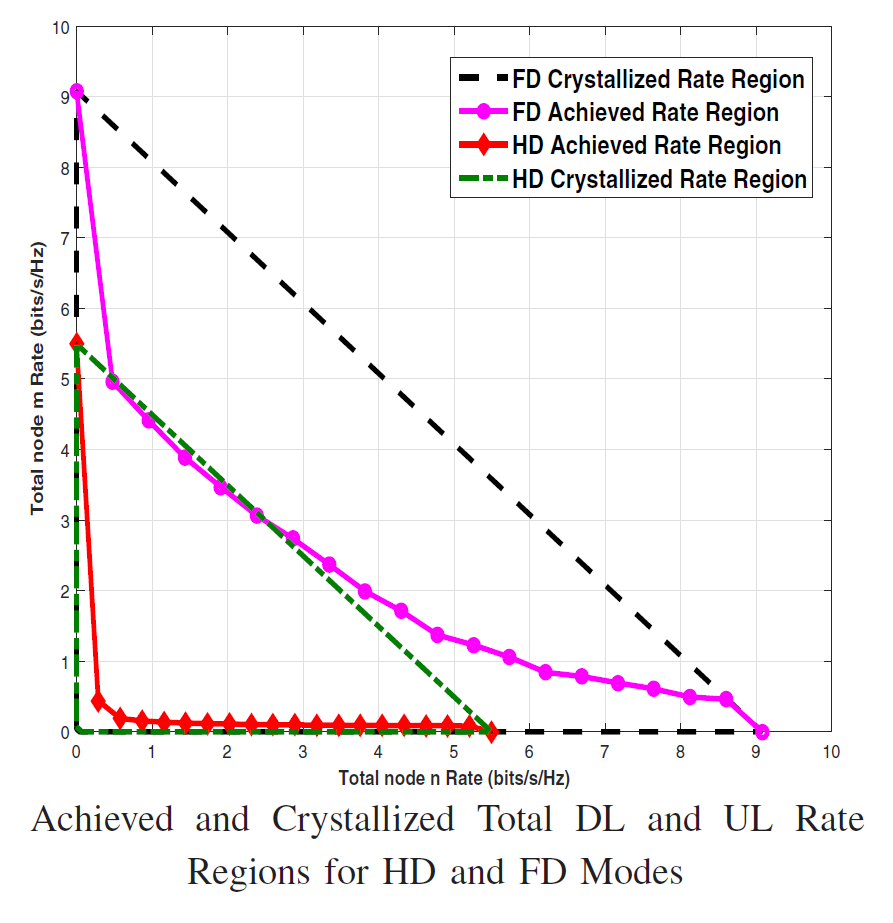 10
9
8
7
6
5
4
3
2
1
0
Total node m Rate (bits/s/Hz)
FD Crystallized Rate Region
FD Achieved Rate Region
HD Achieved Rate Region
HD Crystallized Rate Region
0 1 2 3 4 5 6 7 8 9 10
Total node n Rate (bits/s/Hz)
Achieved and Crystallized Total DL and UL Rate
Regions for HD and FD Modes